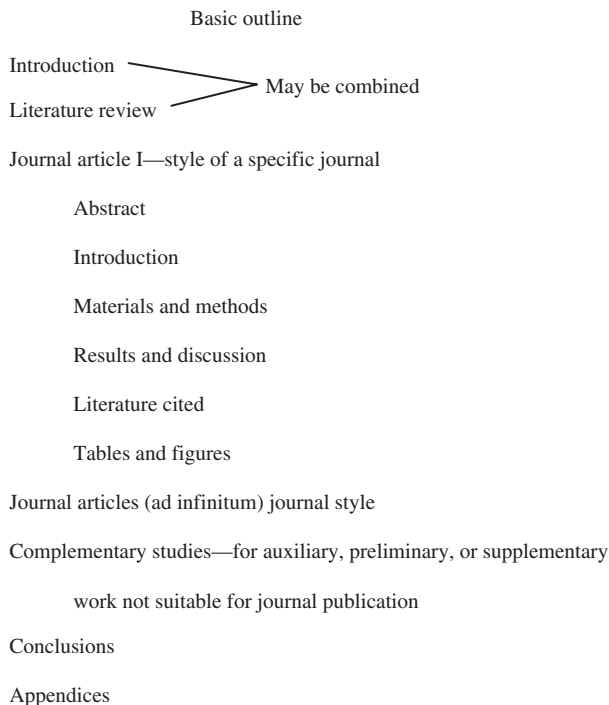 Basic outline
Introduction
May be combined
Literature review
Journal article I—style of a specific journal
Abstract
Introduction
Materials and methods
Results and discussion
Literature cited
Tables and figures
Journal articles (ad infinitum) journal style
Complementary studies—for auxiliary, preliminary, or supplementary
work not suitable for journal publication
Conclusions
Appendices